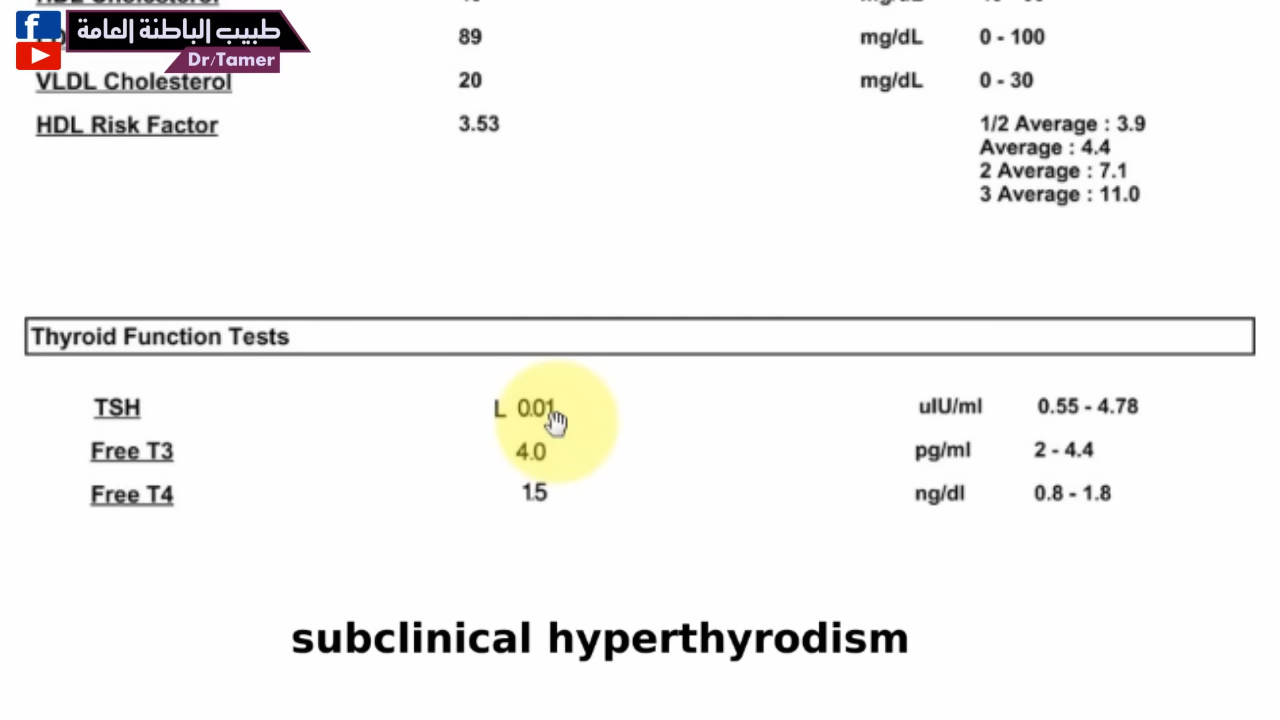 طبيب الباطنة العامة
Dr/Tamer
89 mg/dL 0 - 100
VLDL Cholesterol 20 mg/dL 0 - 30
HDL Risk Factor 3.53 1/2 Average : 3.9
Average : 4.4
2 Average : 7.1
3 Average : 11.0
Thyroid Function Tests
TSH L 0.01 uIU/ml 0.55 - 4.78
Free T3 4.0 pg/ml 2 - 4.4
Free T4 1.5 ng/dl 0.8 - 1.8
subclinical hyperthyrodism